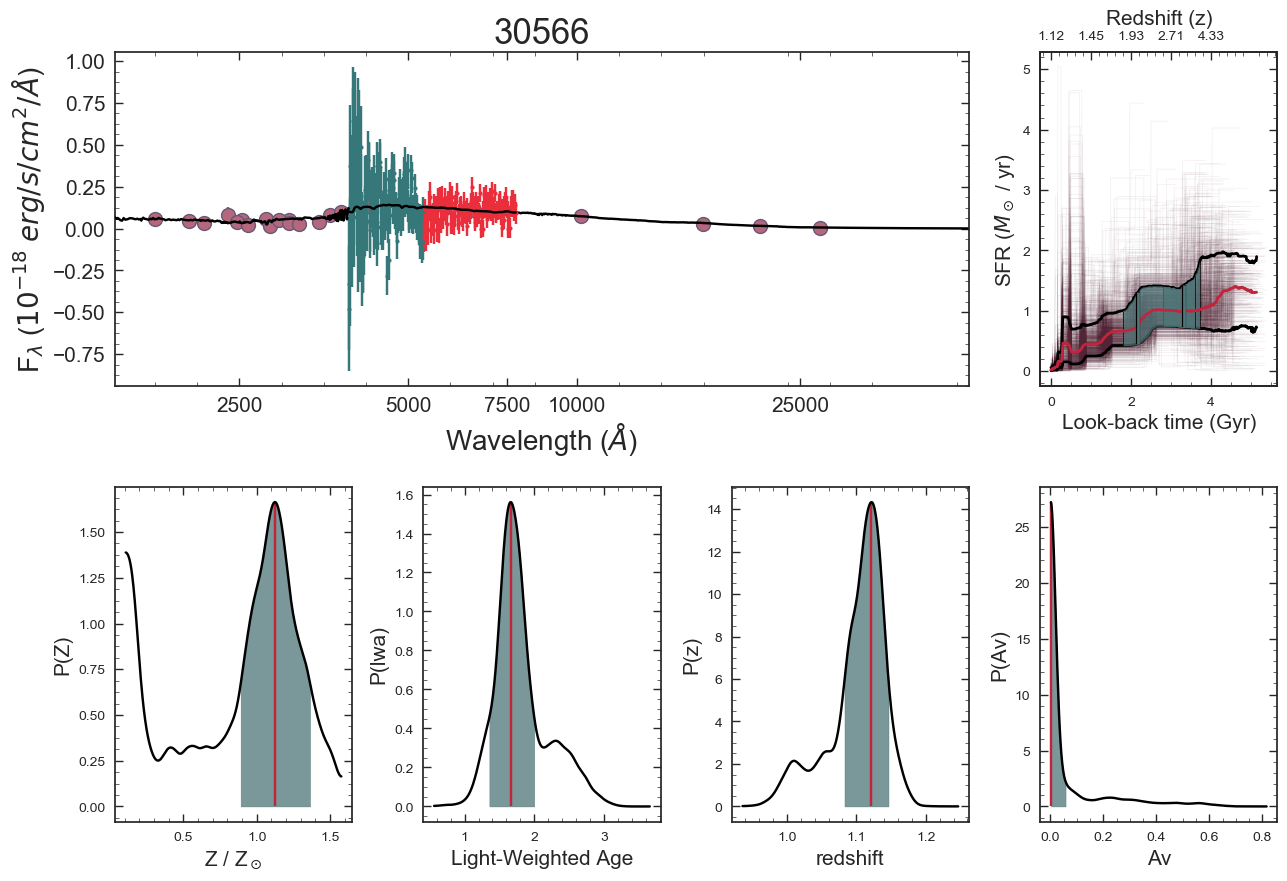 30566
1.00
0.75
0.50
0.25
0.00
−0.25
−0.50
−0.75
F_λ (10^−18 erg/s/cm^2/Å)
2500 5000 7500 10000 25000
Wavelength (Å)
Redshift (z)
1.12 1.45 1.93 2.71 4.33
5
4
3
2
1
0
SFR (M_⊙ / yr)
0 2 4
Look-back time (Gyr)
1.50
1.25
1.00
0.75
0.50
0.25
0.00
P(Z)
0.5 1.0 1.5
Z / Z_⊙
1.6
1.4
1.2
1.0
0.8
0.6
0.4
0.2
0.0
P(lwa)
1 2 3
Light-Weighted Age
14
12
10
8
6
4
2
0
P(z)
1.0 1.1 1.2
redshift
25
20
15
10
5
0
P(Av)
0.0 0.2 0.4 0.6 0.8
Av